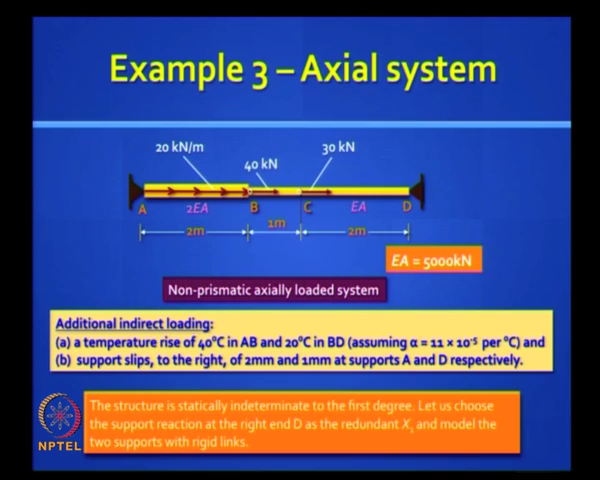 Example 3 – Axial system
20 kN/m
30 kN
40 kN
A
2EA
B
C
EA
D
1m
2m
2m
EA = 5000kN
Non-prismatic axially loaded system
Additional indirect loading:
(a) a temperature rise of 40°C in AB and 20°C in BD (assuming α = 11 × 10⁻⁵ per °C) and
(b) support slips, to the right, of 2mm and 1mm at supports A and D respectively.
The structure is statically indeterminate to the first degree. Let us choose
the support reaction at the right end D as the redundant X₁ and model the
two supports with rigid links.
NPTEL